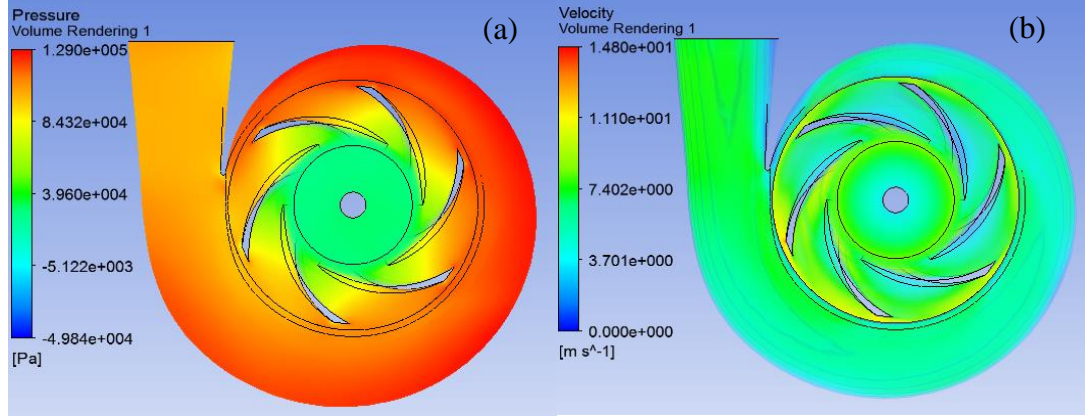 Pressure
Volume Rendering 1
(a)
1.290e+005
8.432e+004
3.960e+004
-5.122e+003
-4.984e+004
[Pa]
Velocity
Volume Rendering 1
(b)
1.480e+001
1.110e+001
7.402e+000
3.701e+000
0.000e+000
[m s^-1]